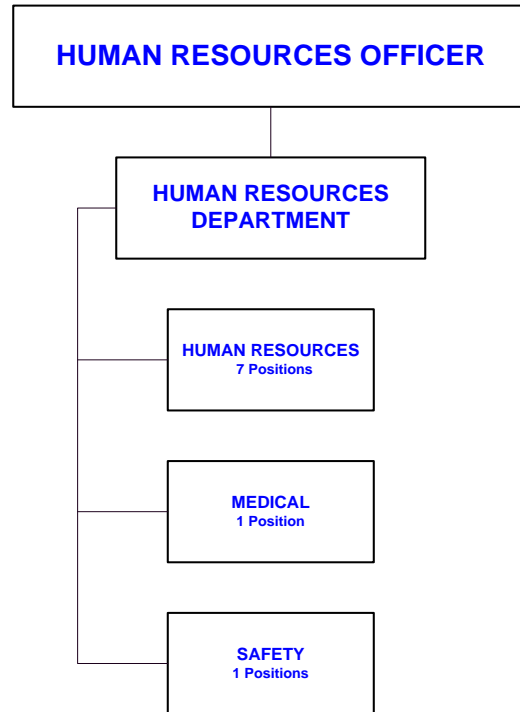 HUMAN RESOURCES OFFICER
HUMAN RESOURCES
DEPARTMENT
HUMAN RESOURCES
7 Positions
MEDICAL
1 Position
SAFETY
1 Positions